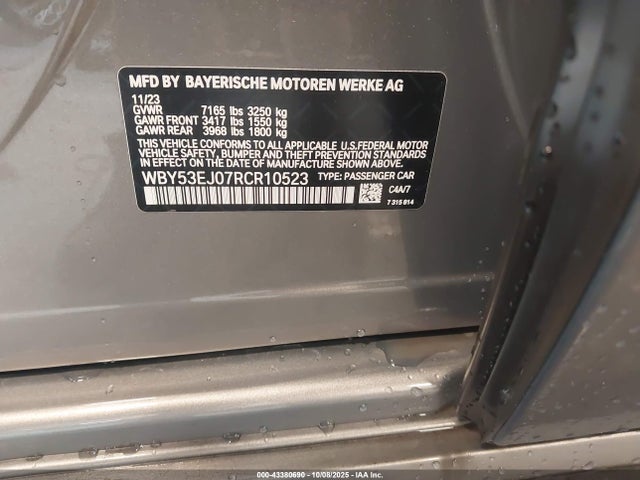 MFD BY BAYERISCHE MOTOREN WERKE AG
11/23
GVWR 7165 lbs 3250 kg
GAWR FRONT 3417 lbs 1550 kg
GAWR REAR 3968 lbs 1800 kg
THIS VEHICLE CONFORMS TO ALL APPLICABLE U.S.FEDERAL MOTOR
VEHICLE SAFETY, BUMPER AND THEFT PREVENTION STANDARDS
IN EFFECT ON THE DATE OF MANUFACTURE SHOWN ABOVE.
WBY53EJ07RCR10523 TYPE: PASSENGER CAR
C4A/7
7 315 814
000-43380690 - 10/08/2025 - © IAA Inc.